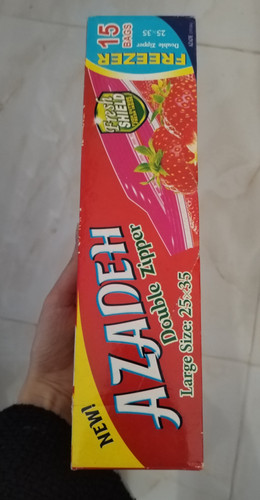 NEW!
AZADEH
Double Zipper
Large Size: 25×35
Fresh
SHIELD
FREEZER
Double Zipper
25×35
15
BAGS